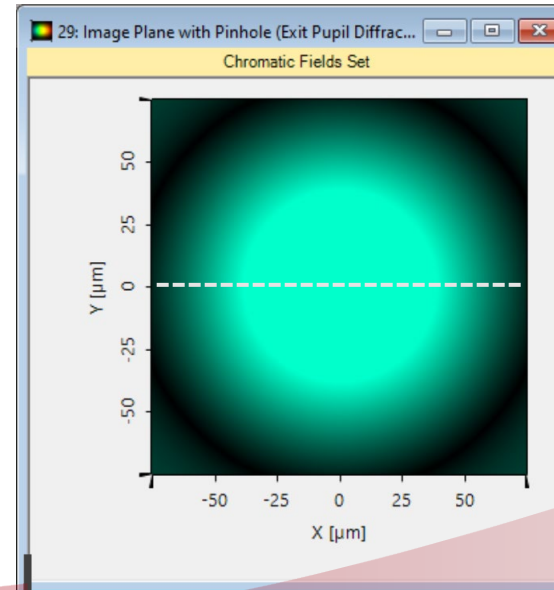 29: Image Plane with Pinhole (Exit Pupil Diffrac...
Chromatic Fields Set
50
25
0
-25
-50
Y [µm]
-50 -25 0 25 50
X [µm]